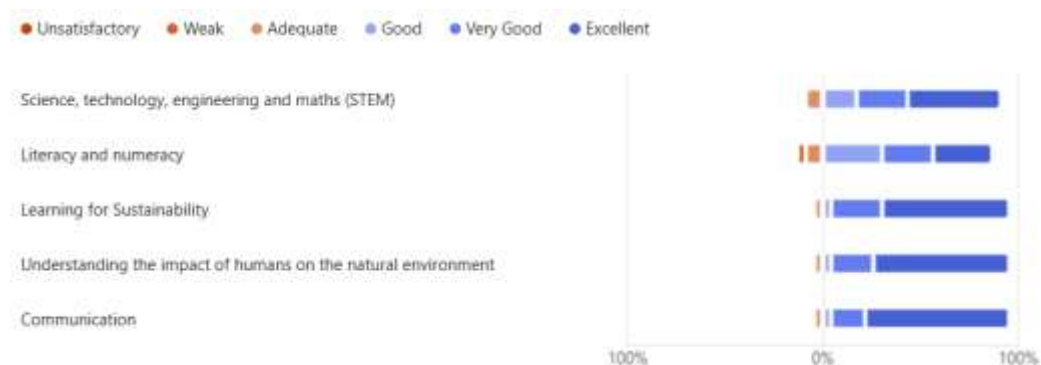 Unsatisfactory Weak Adequate Good Very Good Excellent
Science, technology, engineering and maths (STEM)
Literacy and numeracy
Learning for Sustainability
Understanding the impact of humans on the natural environment
Communication
100% 0% 100%